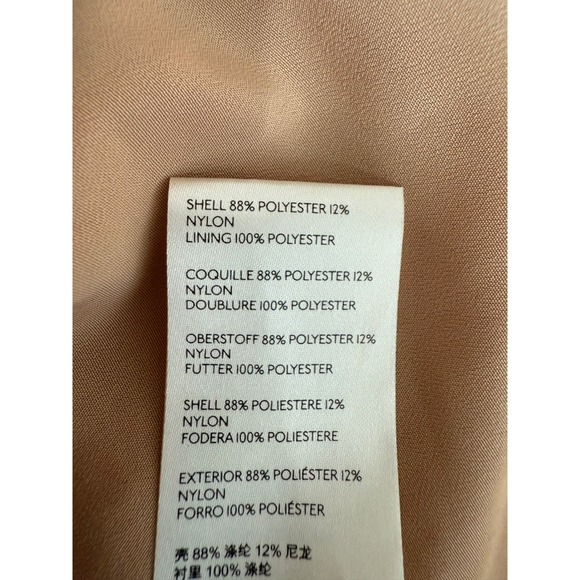 SHELL 88% POLYESTER 12%
NYLON
LINING 100% POLYESTER
COQUILLE 88% POLYESTER 12%
NYLON
DOUBLURE 100% POLYESTER
OBERSTOFF 88% POLYESTER 12%
NYLON
FUTTER 100% POLYESTER
SHELL 88% POLIESTERE 12%
NYLON
FODERA 100% POLIESTERE
EXTERIOR 88% POLIÉSTER 12%
NYLON
FORRO 100% POLIÉSTER
壳 88% 涤纶 12% 尼龙
衬里 100% 涤纶